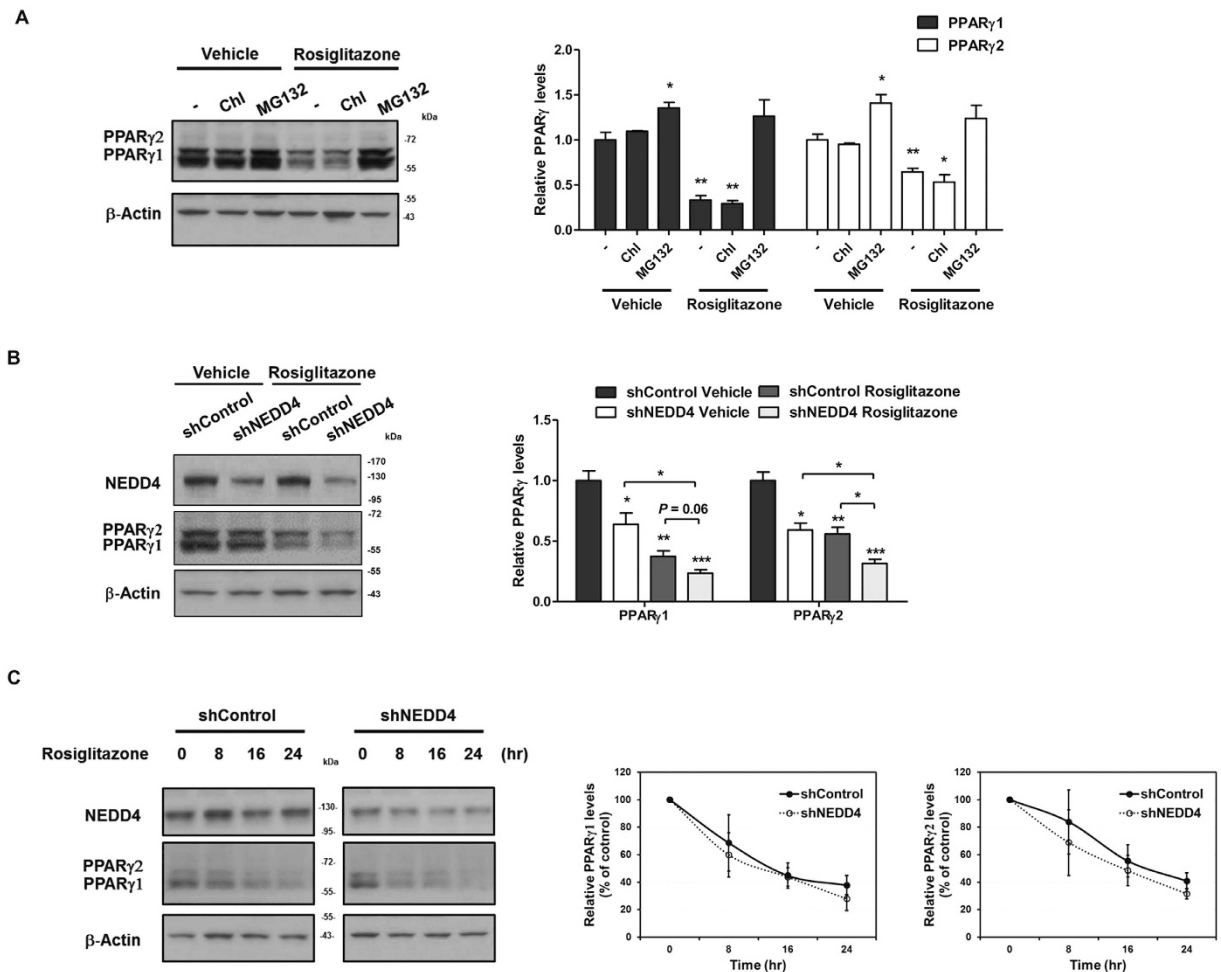 A
Vehicle Rosiglitazone
- Chl MG132 - Chl MG132
kDa
PPARγ2
PPARγ1
-72
-55
β-Actin
-55
-43
PPARγ1
PPARγ2
Relative PPARγ levels
2.0
1.5
1.0
0.5
0.0
* ** ** * ** *
- Chl MG132 - Chl MG132 - Chl MG132 - Chl MG132
Vehicle Rosiglitazone Vehicle Rosiglitazone
B
Vehicle Rosiglitazone
shControl shNEDD4 shControl shNEDD4
kDa
NEDD4
-170
-130
-95
PPARγ2
PPARγ1
-72
-55
β-Actin
-55
-43
shControl Vehicle shControl Rosiglitazone
shNEDD4 Vehicle shNEDD4 Rosiglitazone
Relative PPARγ levels
1.5
1.0
0.5
0.0
* *
* P = 0.06 *
** *** * ** ***
PPARγ1 PPARγ2
C
shControl shNEDD4
Rosiglitazone 0 8 16 24 0 8 16 24 (hr)
kDa
NEDD4
-130-
-95-
PPARγ2
PPARγ1
-72-
-55-
β-Actin
-55-
-43-
Relative PPARγ1 levels
(% of cotnrol)
120
100
80
60
40
20
0
shControl
shNEDD4
0 8 16 24
Time (hr)
Relative PPARγ2 levels
(% of cotnrol)
120
100
80
60
40
20
0
shControl
shNEDD4
0 8 16 24
Time (hr)